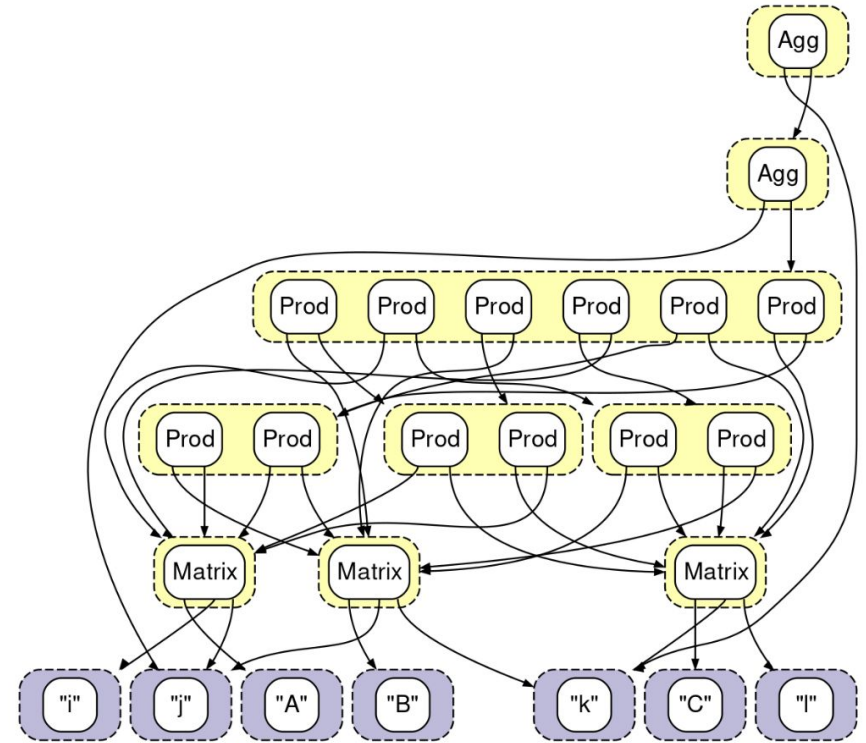 Agg
Agg
Prod Prod Prod Prod Prod Prod
Prod Prod Prod Prod Prod Prod
Matrix Matrix Matrix
"i" "j" "A" "B" "k" "C" "l"